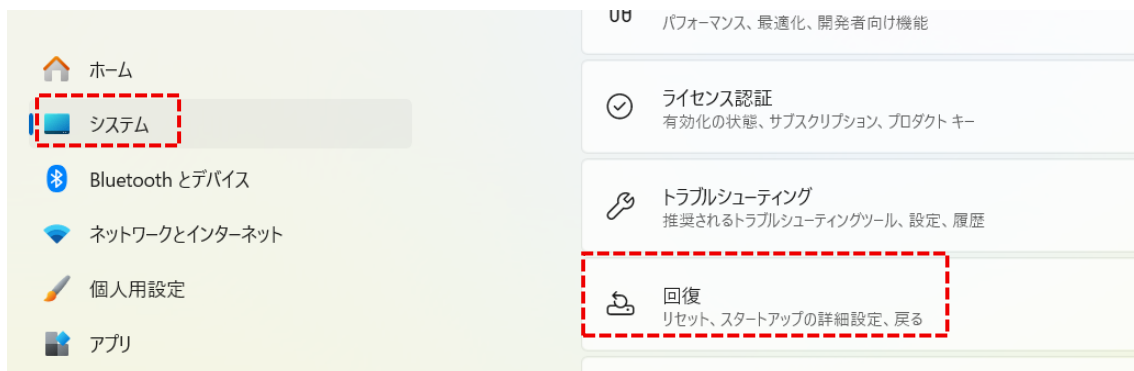 ホーム
システム
Bluetooth とデバイス
ネットワークとインターネット
個人用設定
アプリ
パフォーマンス、最適化、開発者向け機能
ライセンス認証
有効化の状態、サブスクリプション、プロダクト キー
トラブルシューティング
推奨されるトラブルシューティングツール、設定、履歴
回復
リセット、スタートアップの詳細設定、戻る